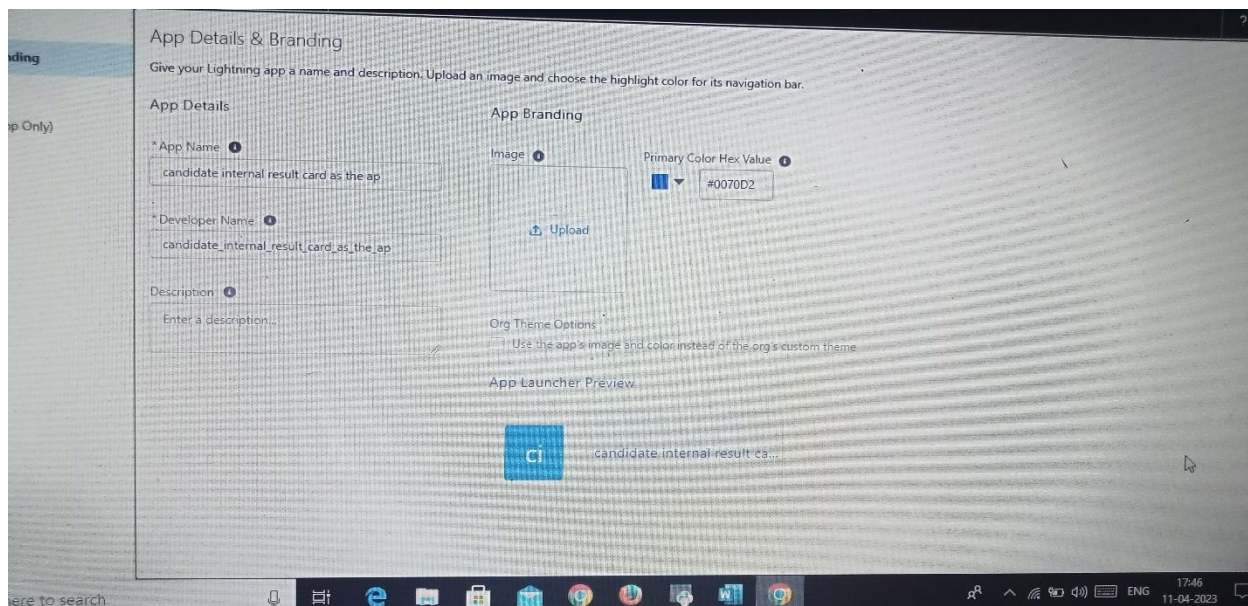 App Details & Branding
Give your Lightning app a name and description. Upload an image and choose the highlight color for its navigation bar.
nding
op Only)
App Details
*App Name
candidate internal result card as the ap
*Developer Name
candidate_internal_result_card_as_the_ap
Description
Enter a description...
App Branding
Image
Upload
Primary Color Hex Value
#0070D2
Org Theme Options
Use the app's image and color instead of the org's custom theme
App Launcher Preview
ci
candidate internal result ca...
here to search
W
ENG
17:46
11-04-2023
?